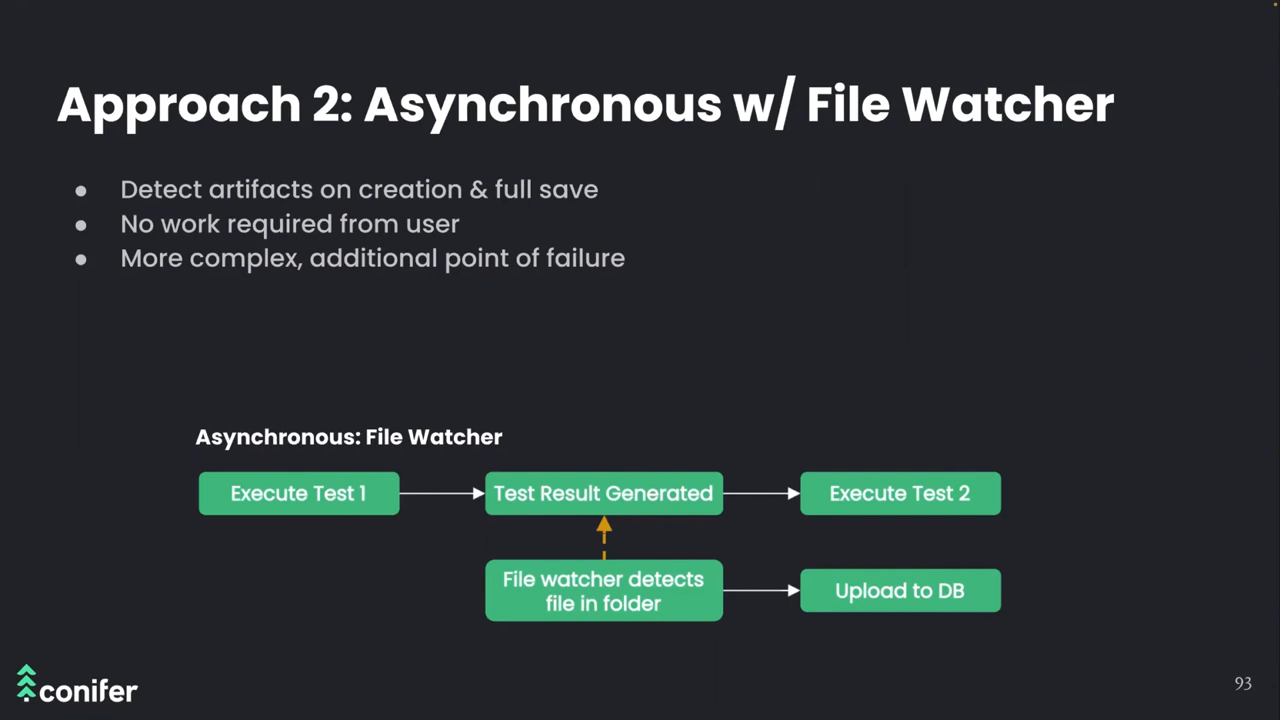 Approach 2: Asynchronous w/ File Watcher
● Detect artifacts on creation & full save
● No work required from user
● More complex, additional point of failure
Asynchronous: File Watcher
Execute Test 1
Test Result Generated
Execute Test 2
File watcher detects
file in folder
Upload to DB
conifer
93